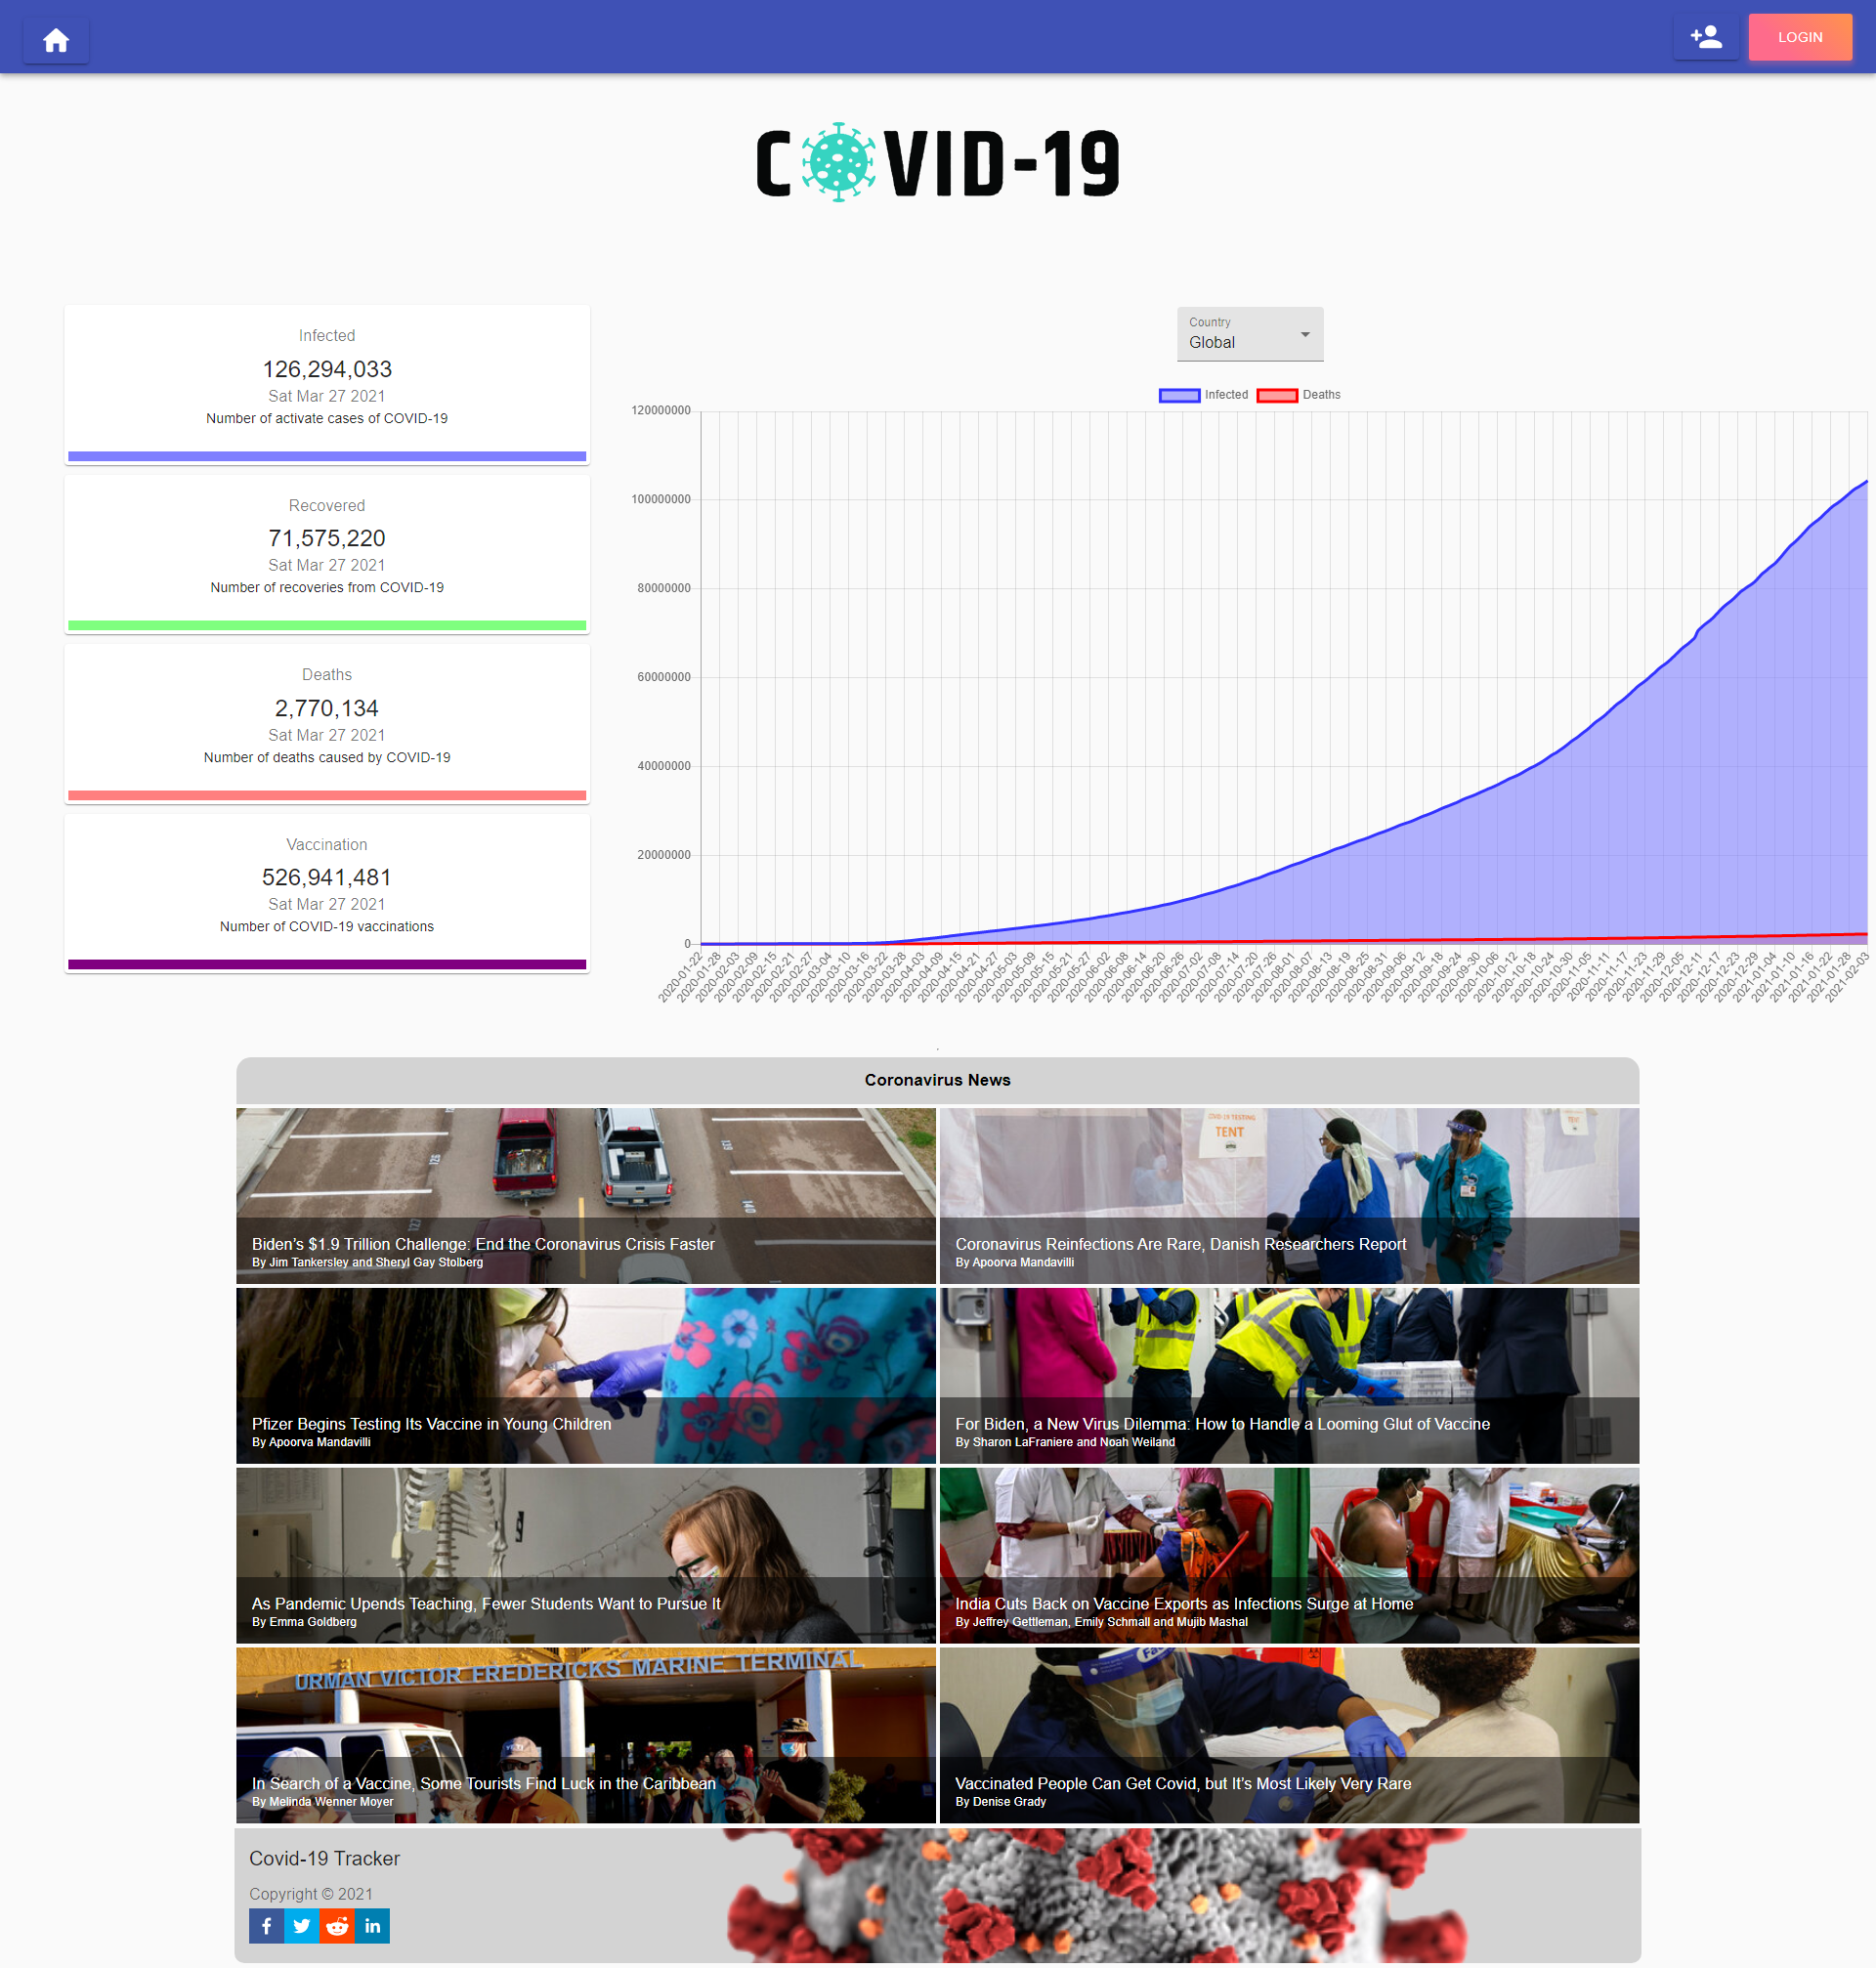 LOGIN
COVID-19
Infected
126,294,033
Sat Mar 27 2021
Number of activate cases of COVID-19
Recovered
71,575,220
Sat Mar 27 2021
Number of recoveries from COVID-19
Deaths
2,770,134
Sat Mar 27 2021
Number of deaths caused by COVID-19
Vaccination
526,941,481
Sat Mar 27 2021
Number of COVID-19 vaccinations
Country
Global
Infected Deaths
120000000
100000000
80000000
60000000
40000000
20000000
0
2020-01-22
2020-01-28
2020-02-03
2020-02-09
2020-02-15
2020-02-21
2020-02-27
2020-03-04
2020-03-10
2020-03-16
2020-03-22
2020-03-28
2020-04-03
2020-04-09
2020-04-15
2020-04-21
2020-04-27
2020-05-03
2020-05-09
2020-05-15
2020-05-21
2020-05-27
2020-06-02
2020-06-08
2020-06-14
2020-06-20
2020-06-26
2020-07-02
2020-07-08
2020-07-14
2020-07-20
2020-07-26
2020-08-01
2020-08-07
2020-08-13
2020-08-19
2020-08-25
2020-08-31
2020-09-06
2020-09-12
2020-09-18
2020-09-24
2020-09-30
2020-10-06
2020-10-12
2020-10-18
2020-10-24
2020-10-30
2020-11-05
2020-11-11
2020-11-17
2020-11-23
2020-11-29
2020-12-05
2020-12-11
2020-12-17
2020-12-23
2020-12-29
2021-01-04
2021-01-10
2021-01-16
2021-01-22
2021-01-28
2021-02-03
Coronavirus News
Biden’s $1.9 Trillion Challenge: End the Coronavirus Crisis Faster
By Jim Tankersley and Sheryl Gay Stolberg
COVID-19 TESTING
TENT
Coronavirus Reinfections Are Rare, Danish Researchers Report
By Apoorva Mandavilli
Pfizer Begins Testing Its Vaccine in Young Children
By Apoorva Mandavilli
For Biden, a New Virus Dilemma: How to Handle a Looming Glut of Vaccine
By Sharon LaFraniere and Noah Weiland
As Pandemic Upends Teaching, Fewer Students Want to Pursue It
By Emma Goldberg
India Cuts Back on Vaccine Exports as Infections Surge at Home
By Jeffrey Gettleman, Emily Schmall and Mujib Mashal
URMAN VICTOR FREDERICKS MARINE TERMINAL
In Search of a Vaccine, Some Tourists Find Luck in the Caribbean
By Melinda Wenner Moyer
Vaccinated People Can Get Covid, but It’s Most Likely Very Rare
By Denise Grady
Covid-19 Tracker
Copyright © 2021